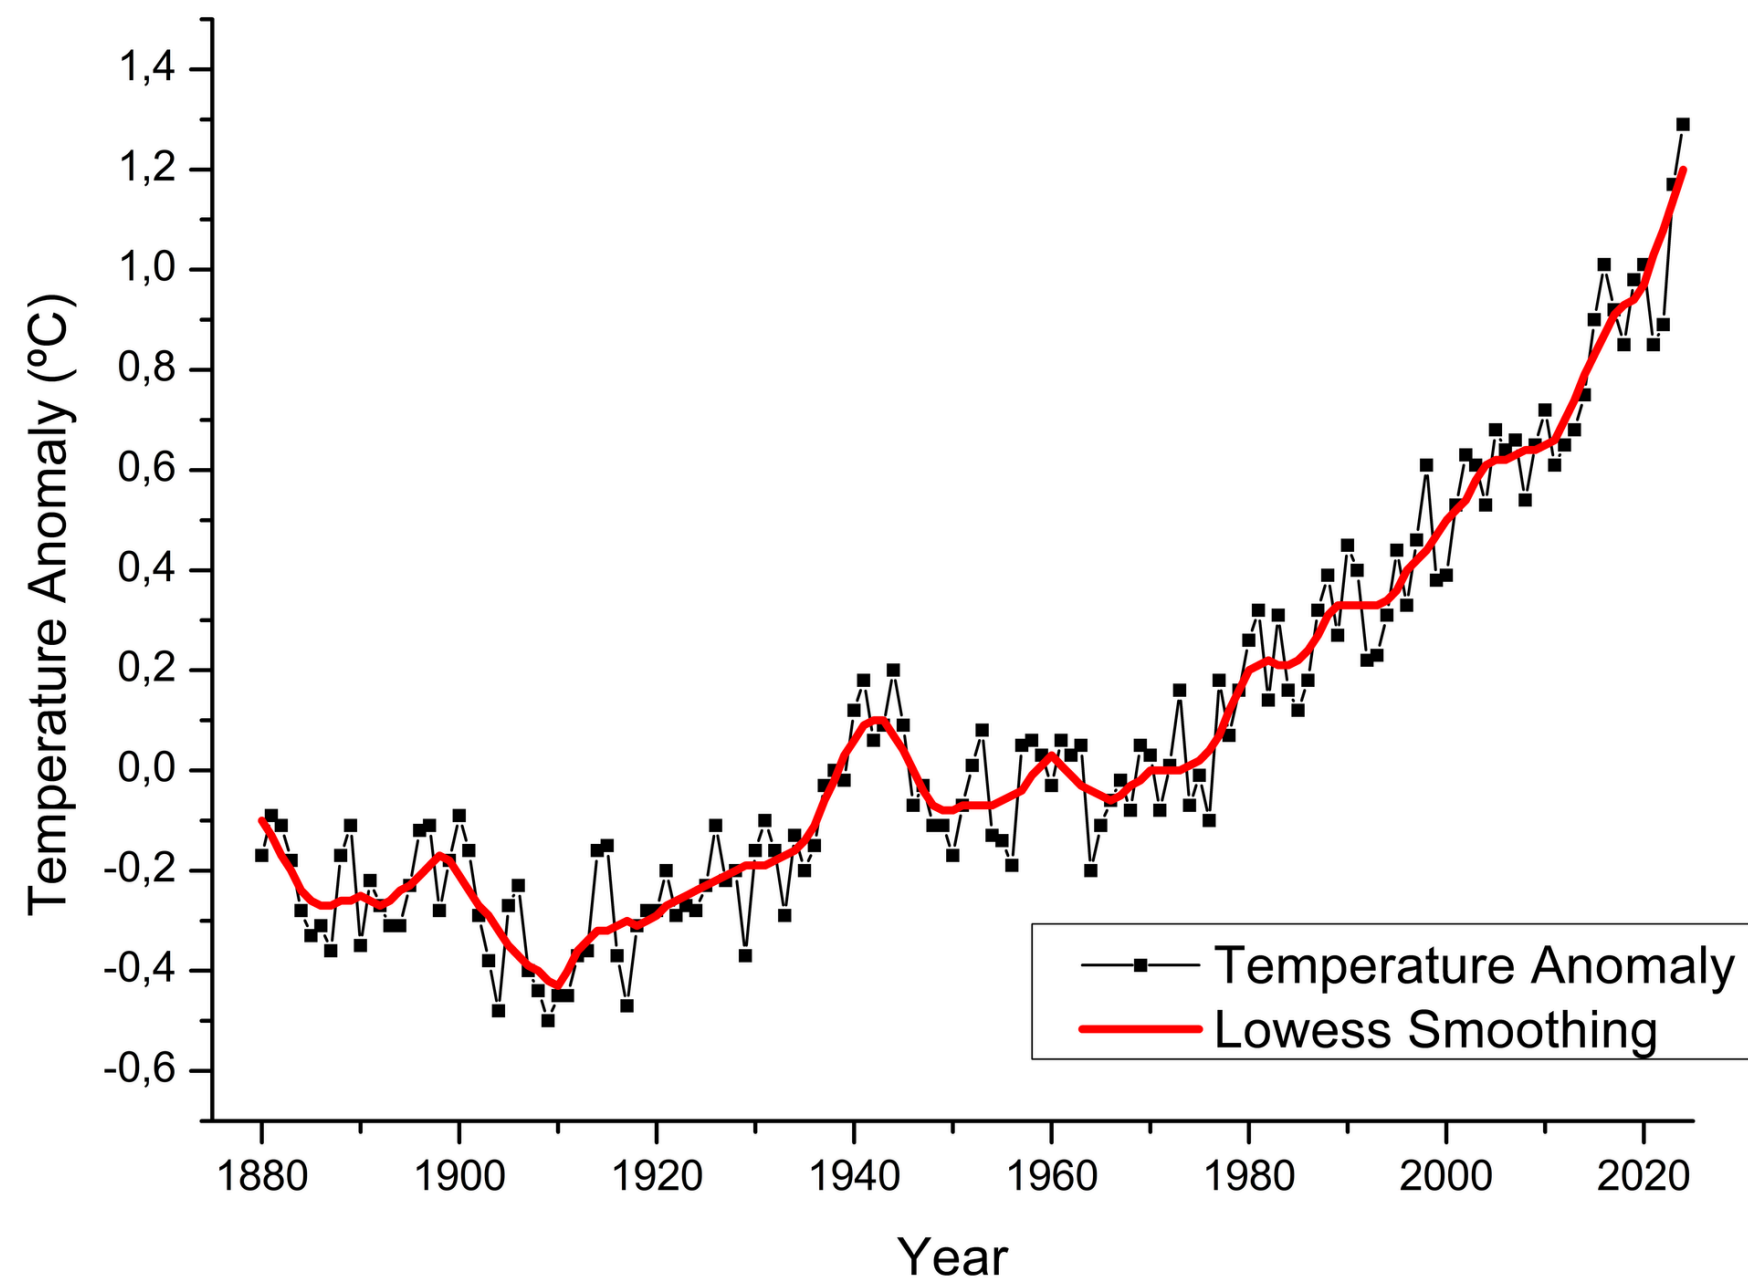 Temperature Anomaly (ºC)
1,4
1,2
1,0
0,8
0,6
0,4
0,2
0,0
-0,2
-0,4
-0,6
Temperature Anomaly
Lowess Smoothing
1880 1900 1920 1940 1960 1980 2000 2020
Year